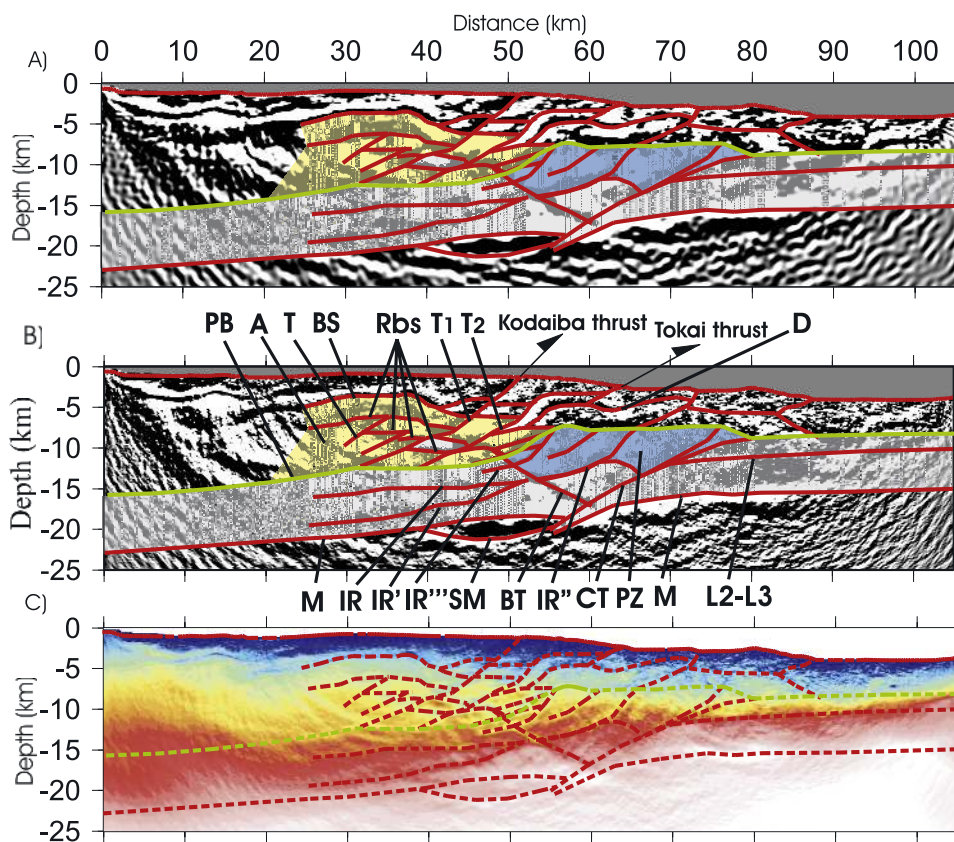 Distance (km)
0 10 20 30 40 50 60 70 80 90 100
A)
0
-5
-10
-15
-20
-25
Depth (km)
PB A T BS Rbs T1 T2 Kodaiba thrust Tokai thrust D
B)
0
-5
-10
-15
-20
-25
Depth (km)
M IR IR' IR''' SM BT IR'' CT PZ M L2-L3
C)
0
-5
-10
-15
-20
-25
Depth (km)